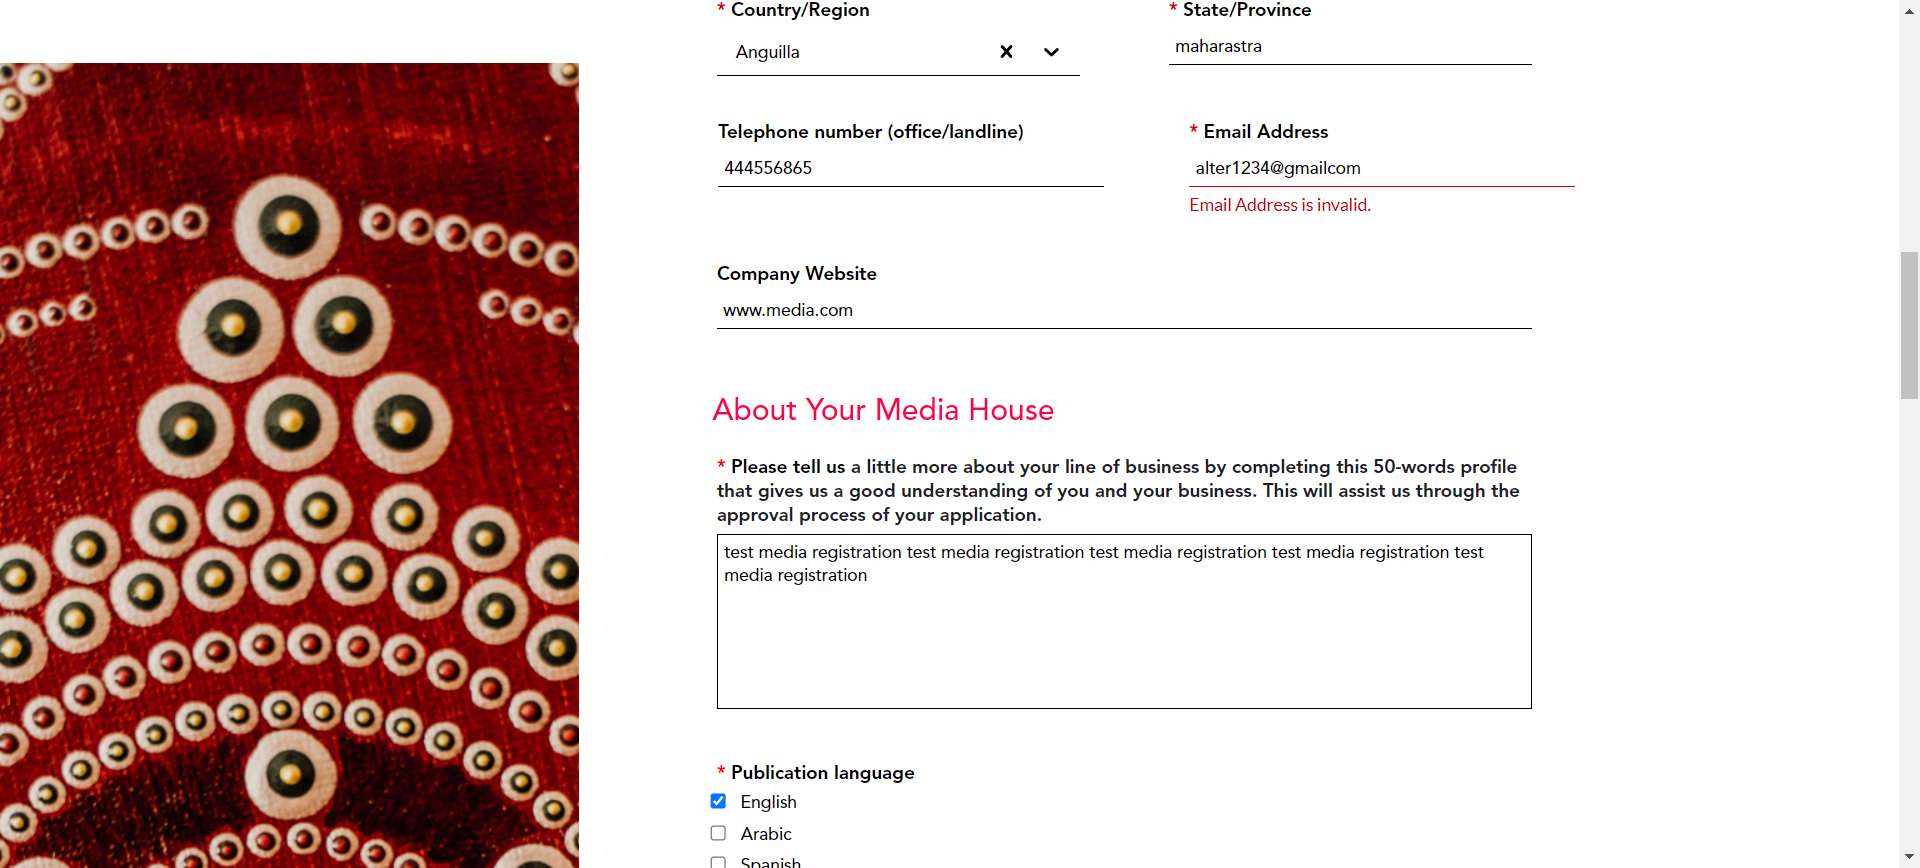 * Country/Region
* State/Province
Anguilla
maharastra
Telephone number (office/landline)
* Email Address
444556865
alter1234@gmailcom
Email Address is invalid.
Company Website
www.media.com
About Your Media House
* Please tell us a little more about your line of business by completing this 50-words profile
that gives us a good understanding of you and your business. This will assist us through the
approval process of your application.
test media registration test media registration test media registration test media registration test
media registration
* Publication language
English
Arabic
Spanish